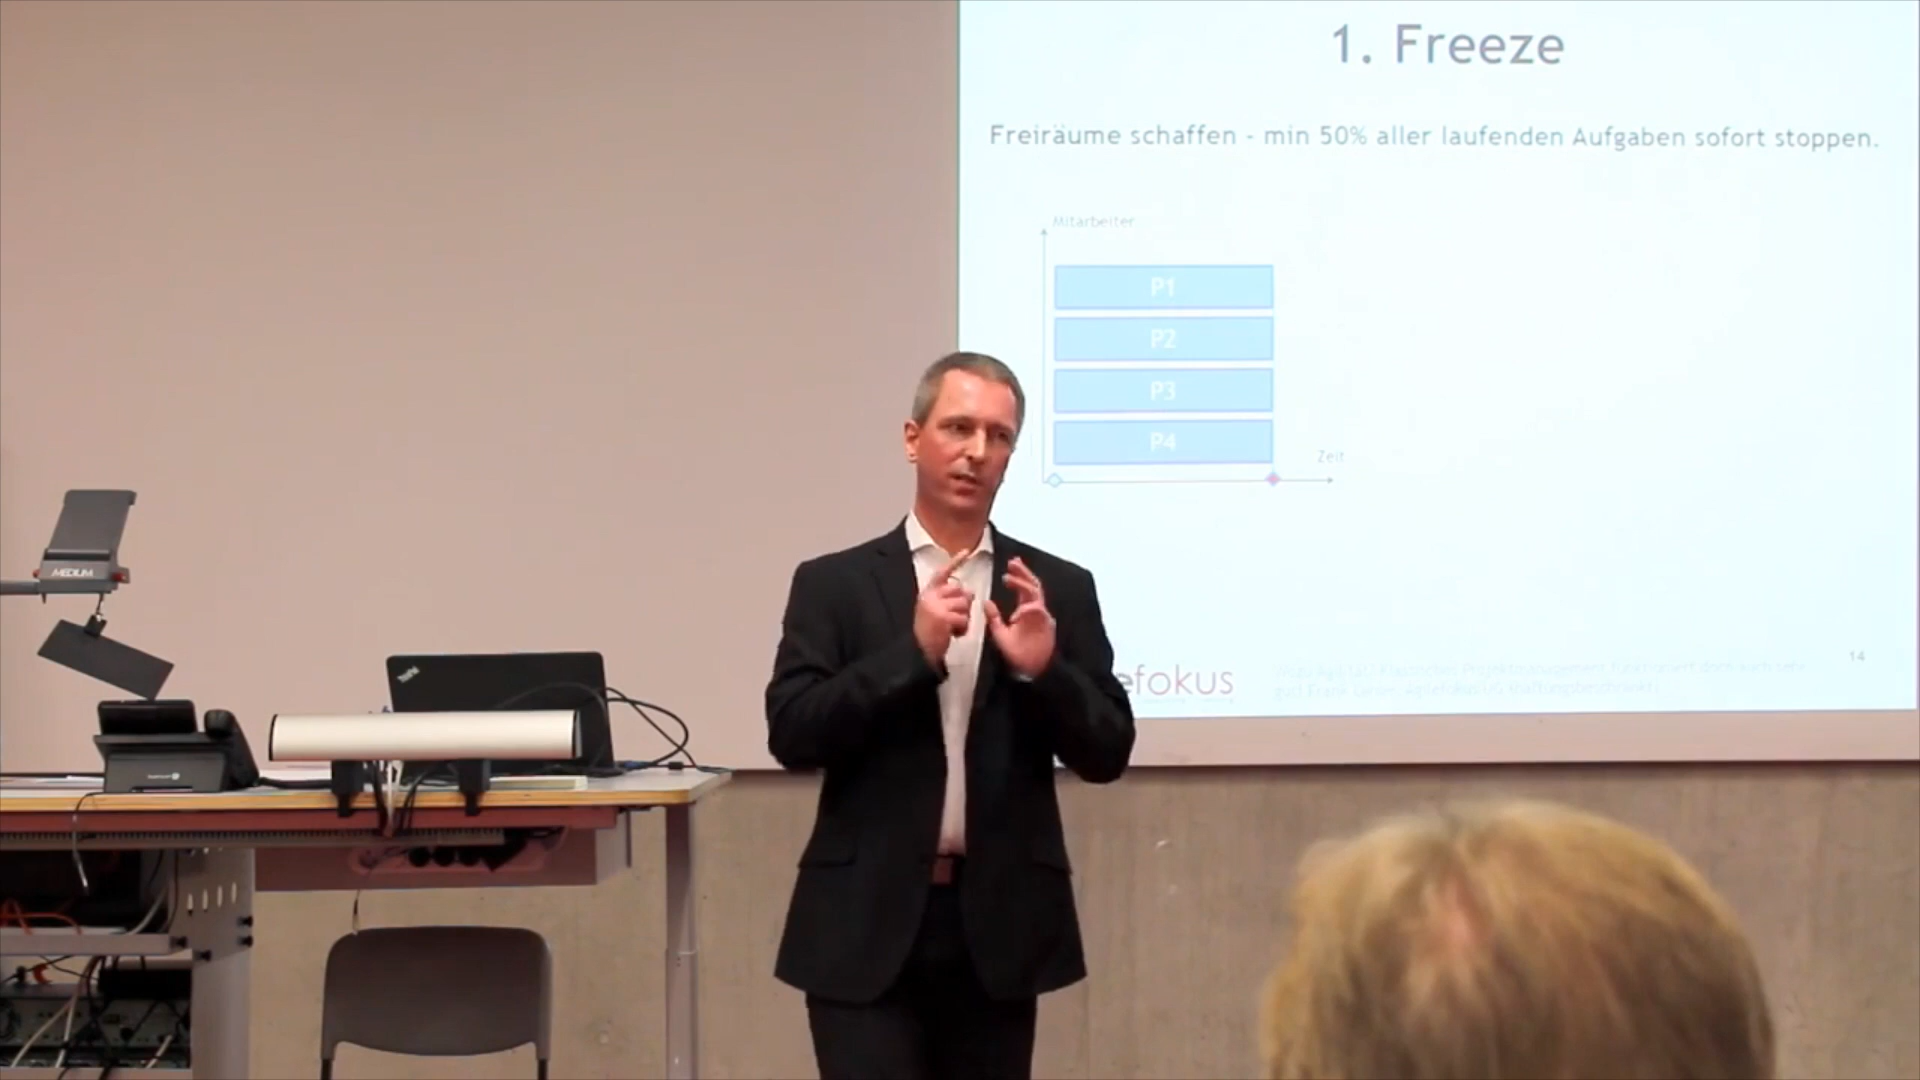 1. Freeze
Freiräume schaffen - min 50% aller laufenden Aufgaben sofort stoppen.
Mitarbeiter
P1
P2
P3
P4
Zeit
14
efokus
MEDIUM
ThinkPad